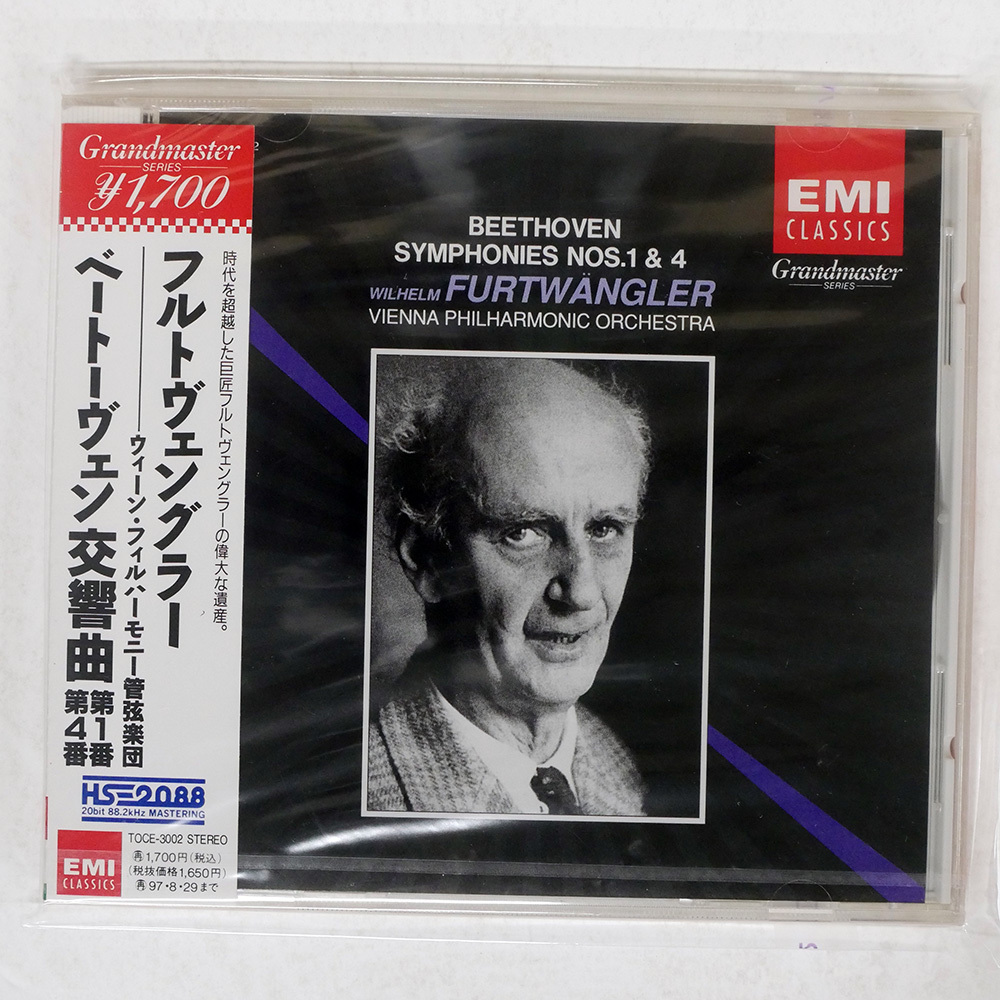 Grandmaster
SERIES
¥1,700
時代を超越した巨匠フルトヴェングラーの偉大な遺産。
フルトヴェングラー
ウィーン・フィルハーモニー管弦楽団
ベートーヴェン交響曲 第1番
第4番
HS-2088
20bit 88.2kHz MASTERING
EMI
CLASSICS
TOCE-3002 STEREO
再1,700円(税込)
(税抜価格1,650円)
再97・8・29まで
2
BEETHOVEN
SYMPHONIES NOS.1 & 4
WILHELM FURTWÄNGLER
VIENNA PHILHARMONIC ORCHESTRA
EMI
CLASSICS
Grandmaster
SERIES